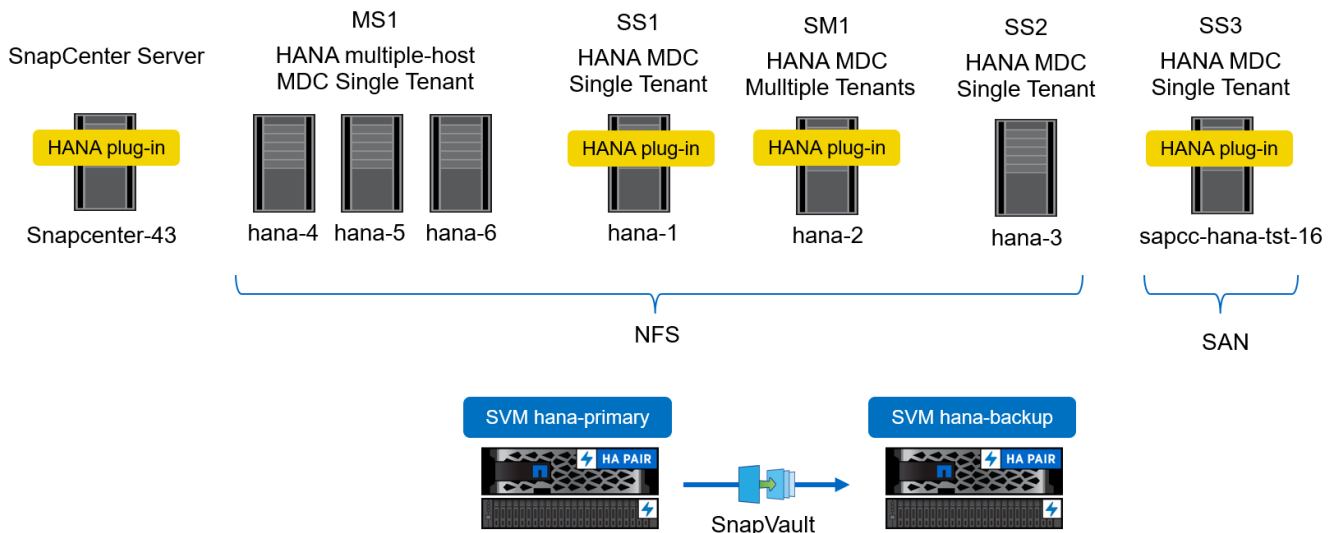 SnapCenter Server
HANA plug-in
Snapcenter-43
MS1
HANA multiple-host
MDC Single Tenant
hana-4
hana-5
hana-6
SS1
HANA MDC
Single Tenant
HANA plug-in
hana-1
SM1
HANA MDC
Mulltiple Tenants
HANA plug-in
hana-2
SS2
HANA MDC
Single Tenant
hana-3
SS3
HANA MDC
Single Tenant
HANA plug-in
sapcc-hana-tst-16
NFS
SAN
SVM hana-primary
HA PAIR
SnapVault
SVM hana-backup
HA PAIR